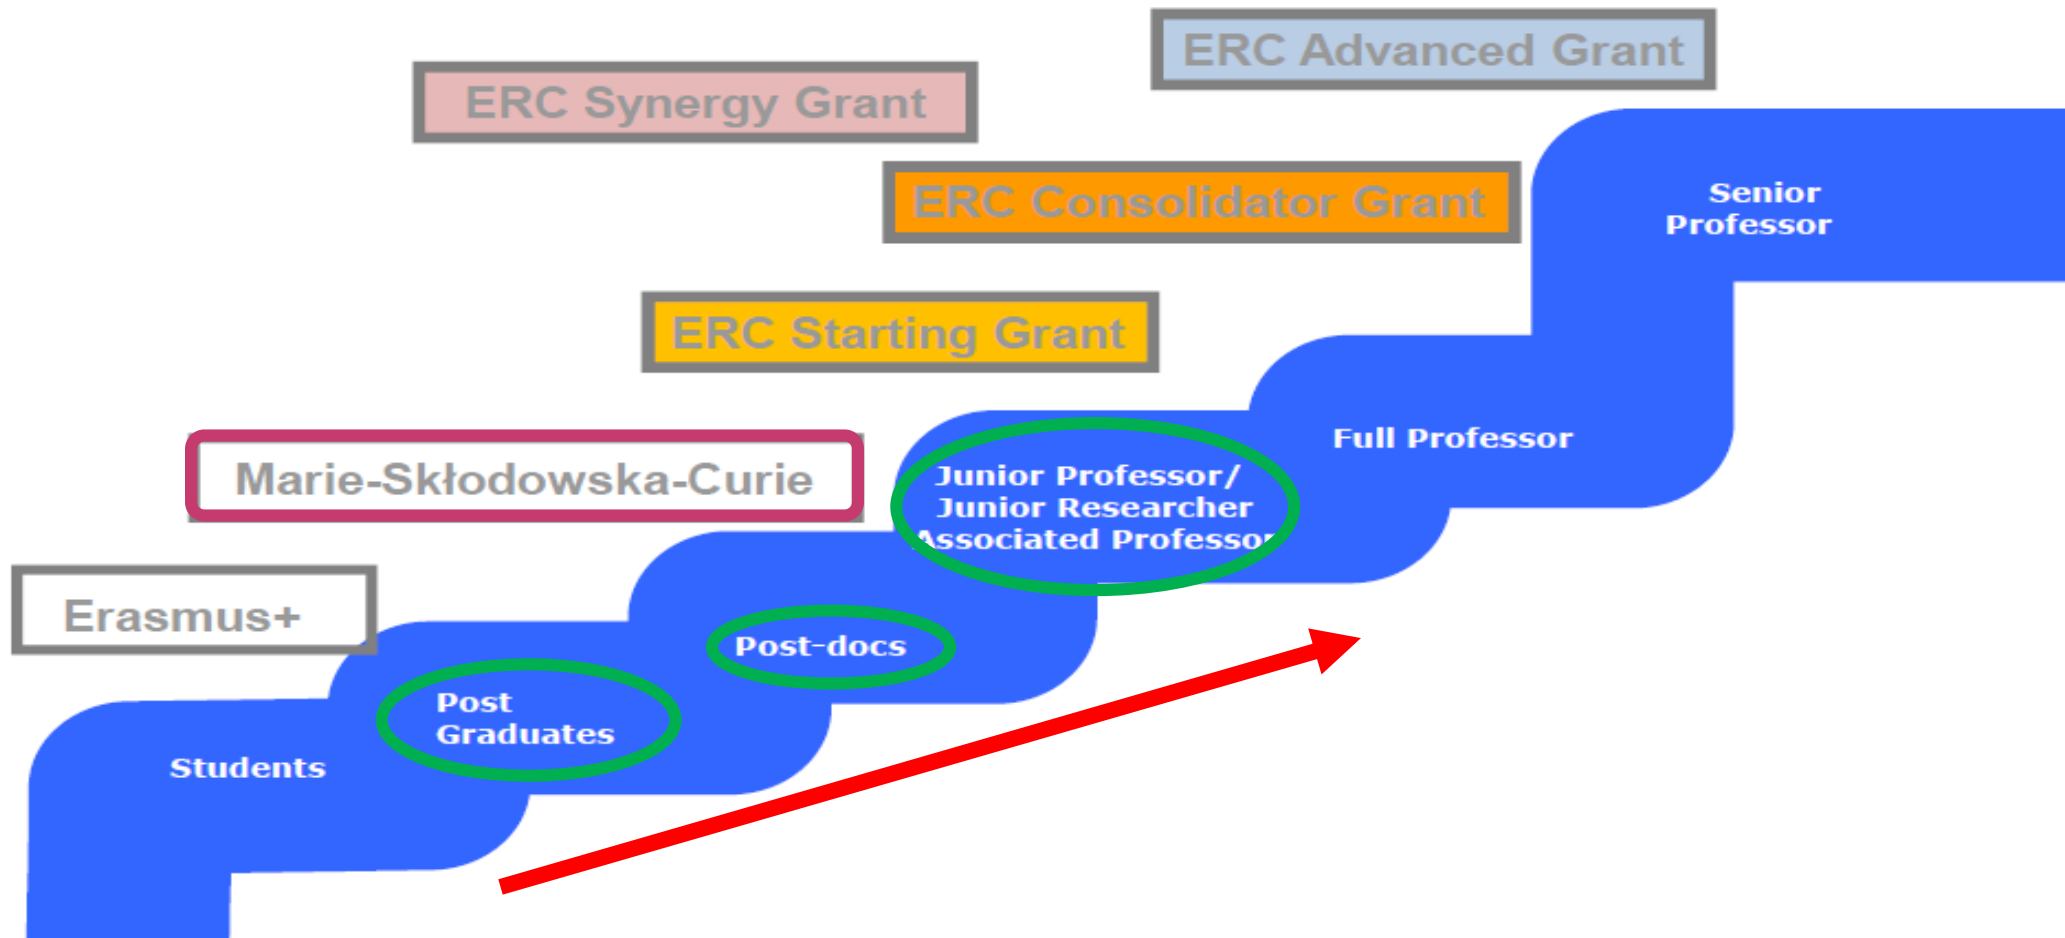 ERC Advanced Grant
ERC Synergy Grant
ERC Consolidator Grant
Senior
Professor
ERC Starting Grant
Full Professor
Marie-Skłodowska-Curie
Junior Professor/
Junior Researcher
Associated Professor
Erasmus+
Post-docs
Post
Graduates
Students